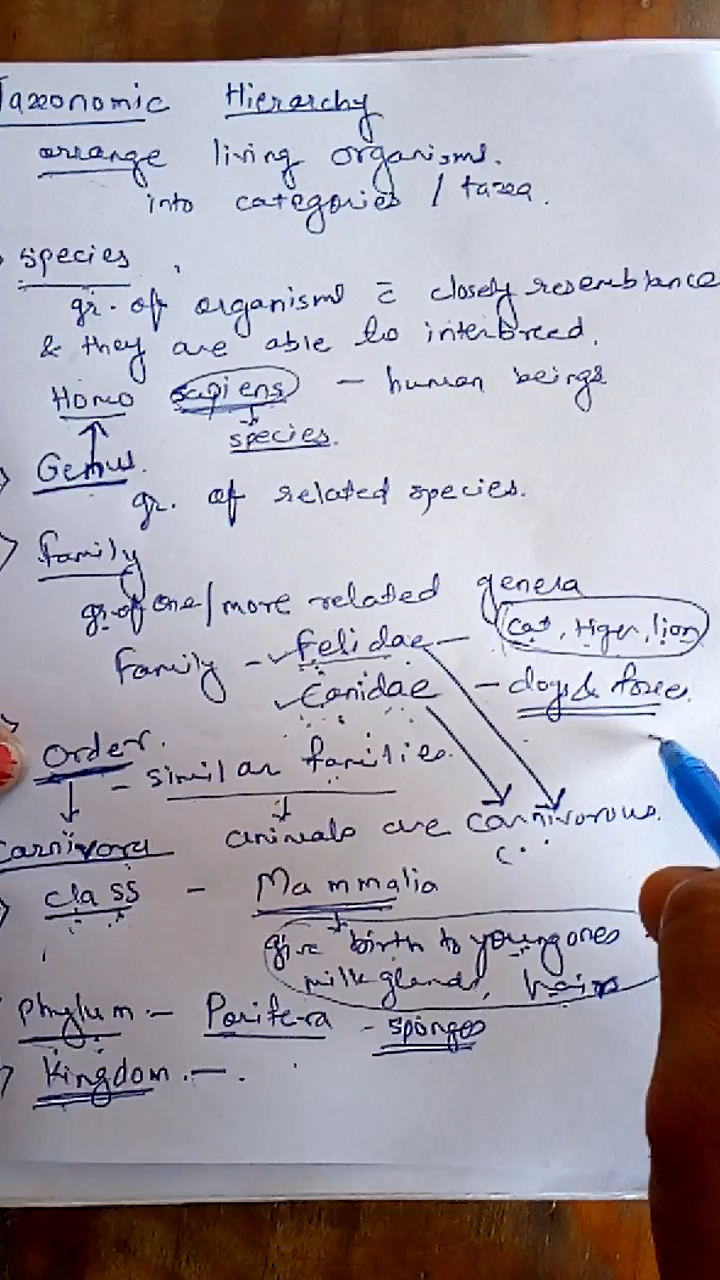 Taxonomic Hierarchy
arrange living organisms.
into categories / taxa.
species
gr. of organisms c̄ closely resemblance
& they are able to interbreed.
Homo sapiens - human beings
species.
Genus.
gr. of related species.
family
gr. of one/more related genera
Family - Felidae - cat, tiger, lion
Canidae - dogs & foxe
Order.
- similar families.
Carnivora animals are carnivorous.
class - Mammalia
give birth to young ones
milk glands, hair
Phylum - Porifera - sponges
Kingdom. -.